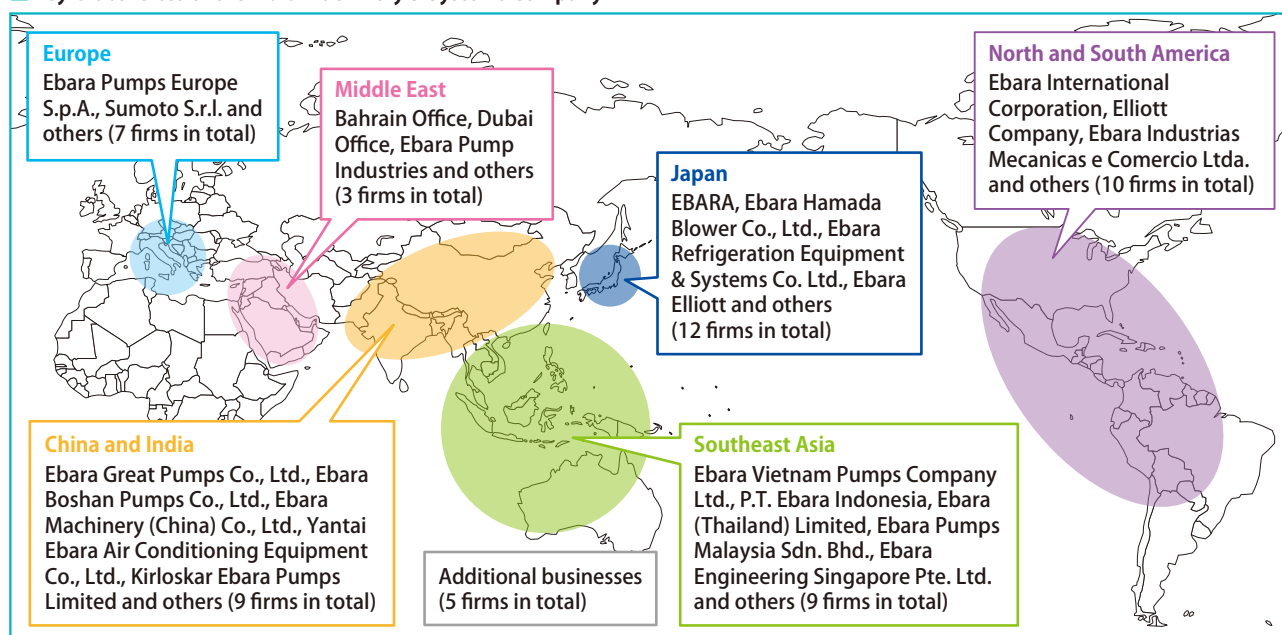 Europe
Ebara Pumps Europe
S.p.A., Sumoto S.r.l. and
others (7 firms in total)
Middle East
Bahrain Office, Dubai
Office, Ebara Pump
Industries and others
(3 firms in total)
Japan
EBARA, Ebara Hamada
Blower Co., Ltd., Ebara
Refrigeration Equipment
& Systems Co. Ltd., Ebara
Elliott and others
(12 firms in total)
North and South America
Ebara International
Corporation, Elliott
Company, Ebara Industrias
Mecanicas e Comercio Ltda.
and others (10 firms in total)
China and India
Ebara Great Pumps Co., Ltd., Ebara
Boshan Pumps Co., Ltd., Ebara
Machinery (China) Co., Ltd., Yantai
Ebara Air Conditioning Equipment
Co., Ltd., Kirloskar Ebara Pumps
Limited and others (9 firms in total)
Additional businesses
(5 firms in total)
Southeast Asia
Ebara Vietnam Pumps Company
Ltd., P.T. Ebara Indonesia, Ebara
(Thailand) Limited, Ebara Pumps
Malaysia Sdn. Bhd., Ebara
Engineering Singapore Pte. Ltd.
and others (9 firms in total)